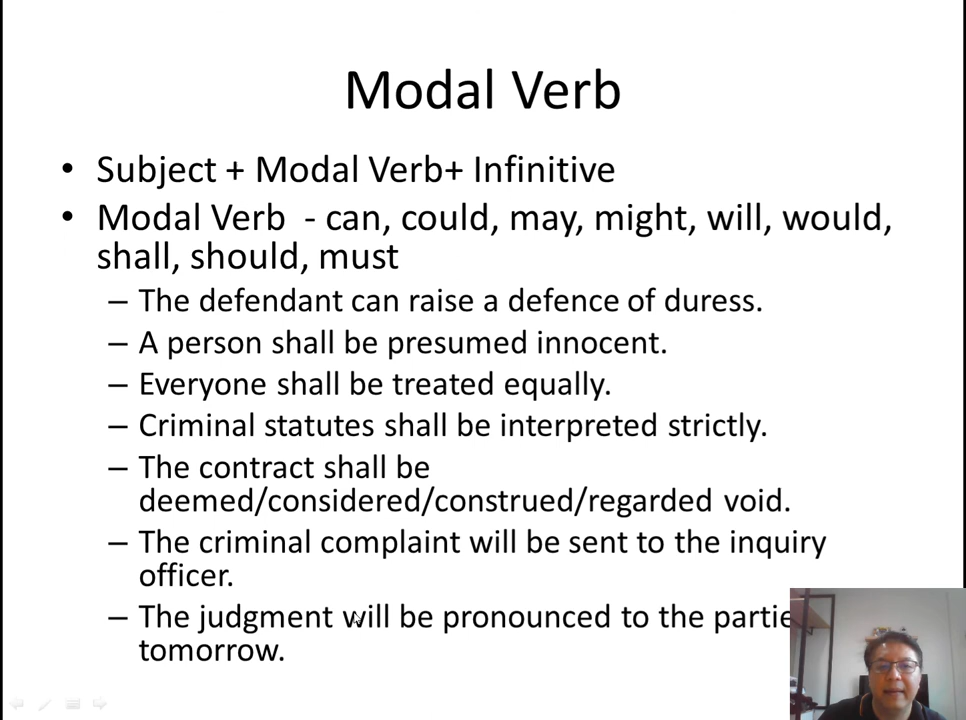 Modal Verb
• Subject + Modal Verb+ Infinitive
• Modal Verb - can, could, may, might, will, would,
shall, should, must
– The defendant can raise a defence of duress.
– A person shall be presumed innocent.
– Everyone shall be treated equally.
– Criminal statutes shall be interpreted strictly.
– The contract shall be
deemed/considered/construed/regarded void.
– The criminal complaint will be sent to the inquiry
officer.
– The judgment will be pronounced to the partie
tomorrow.